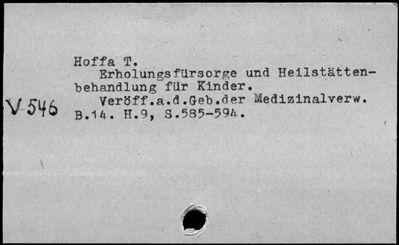 Hoffa T.
Erholungsfürsorge und Heilstätten-
behandlung für Kinder.
Veröff.a.d.Geb.der Medizinalverw.
V 546
B.14. H.9, S.585-594.